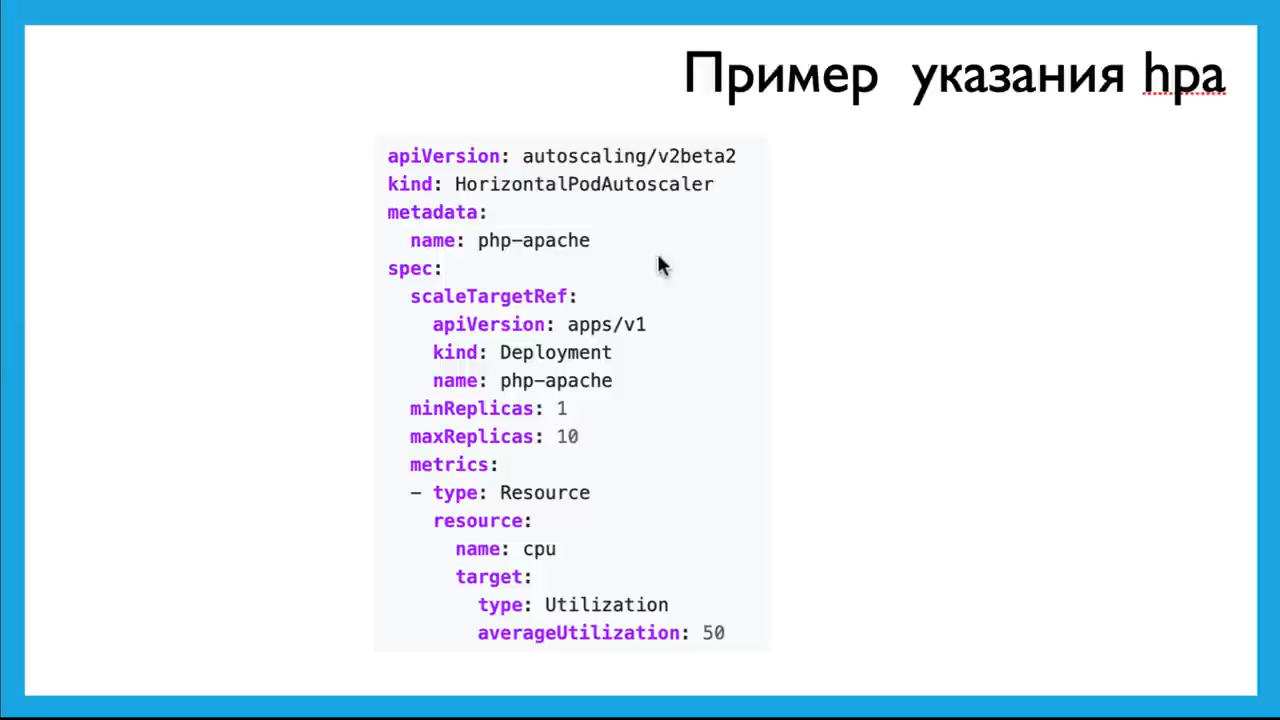 Пример указания hpa
apiVersion: autoscaling/v2beta2
kind: HorizontalPodAutoscaler
metadata:
  name: php-apache
spec:
  scaleTargetRef:
    apiVersion: apps/v1
    kind: Deployment
    name: php-apache
  minReplicas: 1
  maxReplicas: 10
  metrics:
  - type: Resource
    resource:
      name: cpu
      target:
        type: Utilization
        averageUtilization: 50